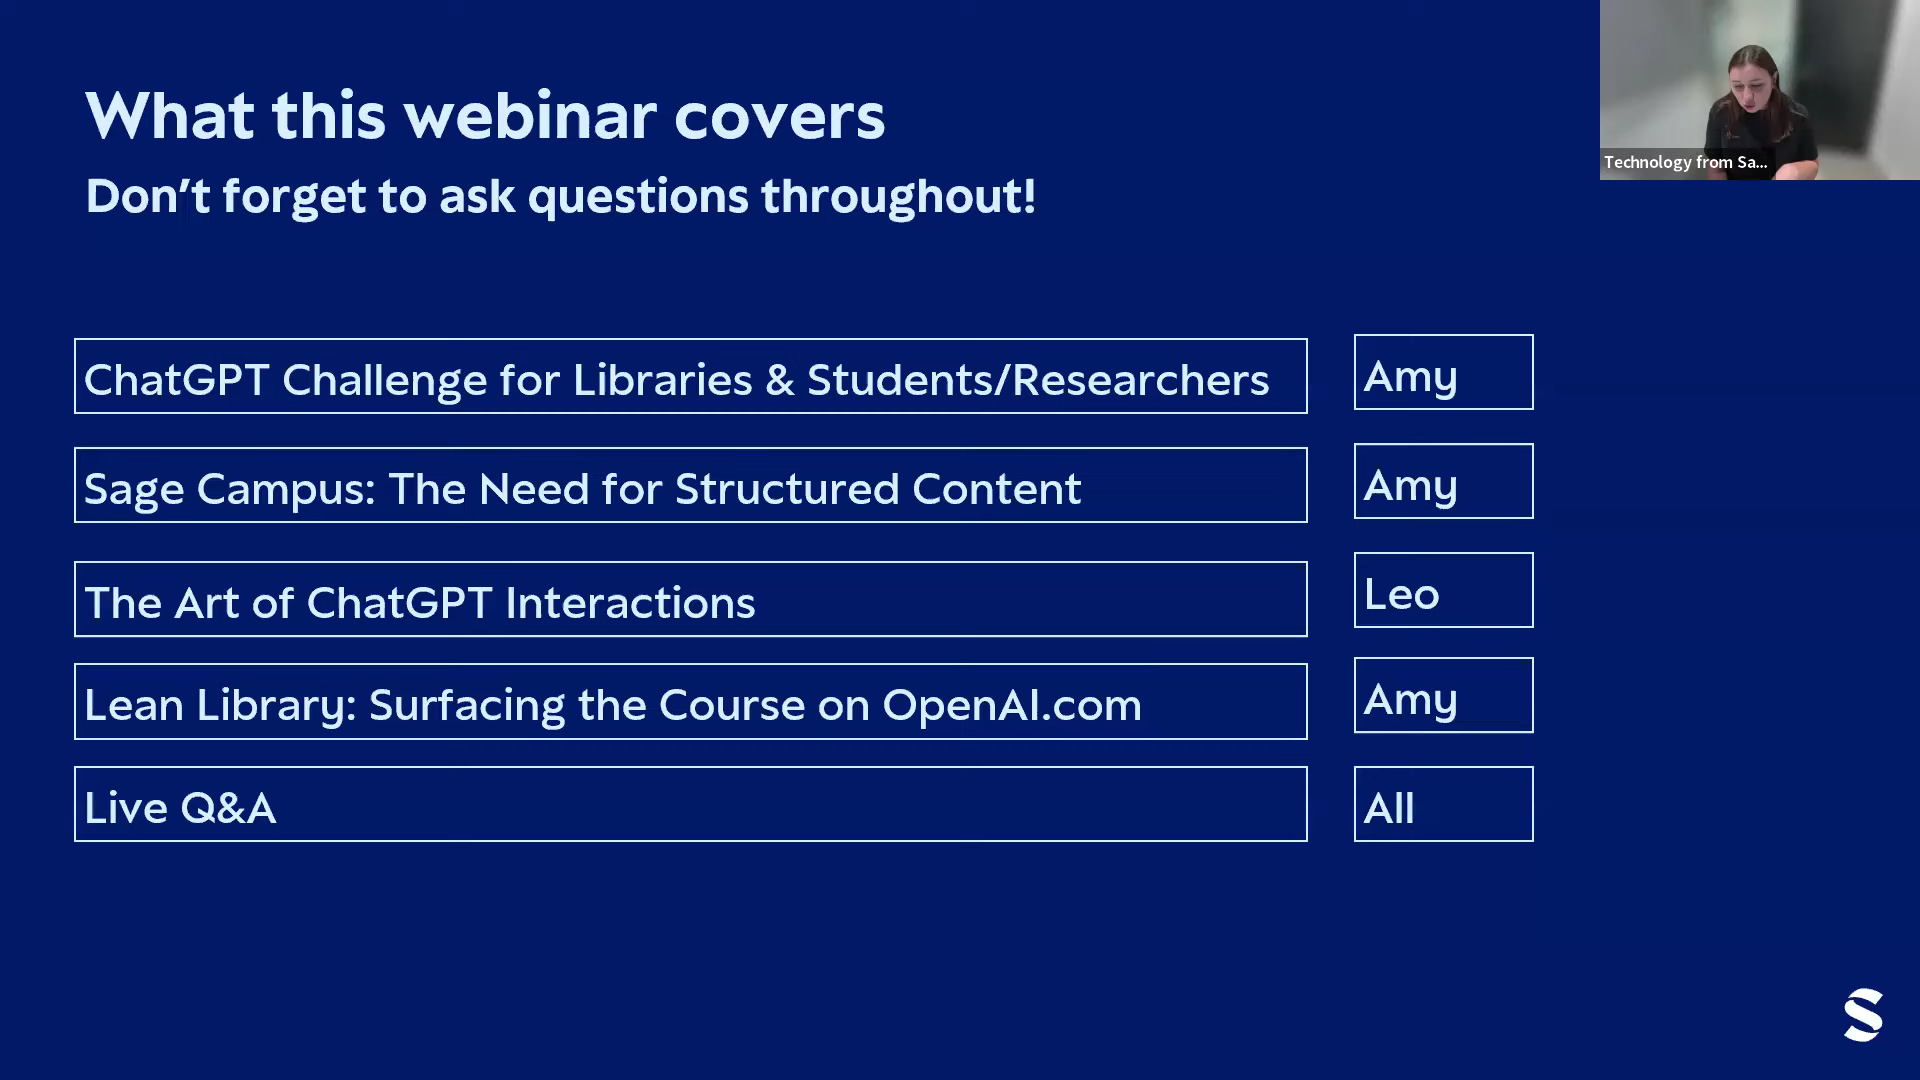 What this webinar covers
Don’t forget to ask questions throughout!
Technology from Sa...
ChatGPT Challenge for Libraries & Students/Researchers
Amy
Sage Campus: The Need for Structured Content
Amy
The Art of ChatGPT Interactions
Leo
Lean Library: Surfacing the Course on OpenAI.com
Amy
Live Q&A
All
S